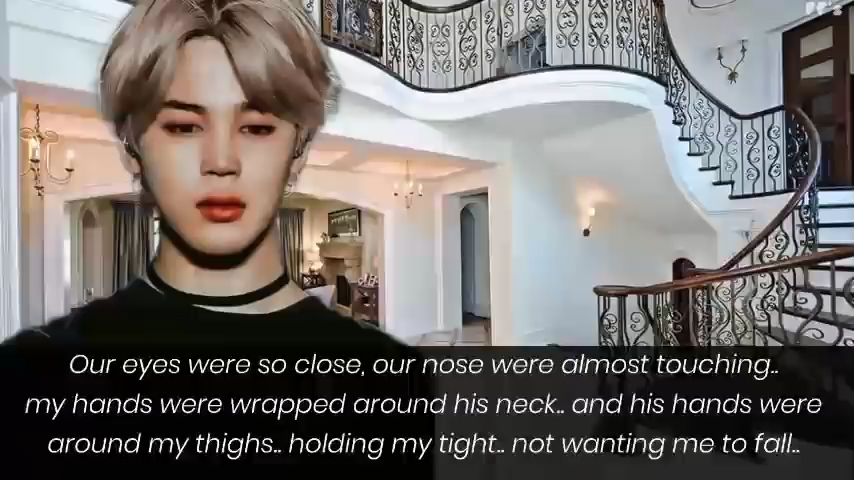 Our eyes were so close, our nose were almost touching..
my hands were wrapped around his neck.. and his hands were
around my thighs.. holding my tight.. not wanting me to fall..